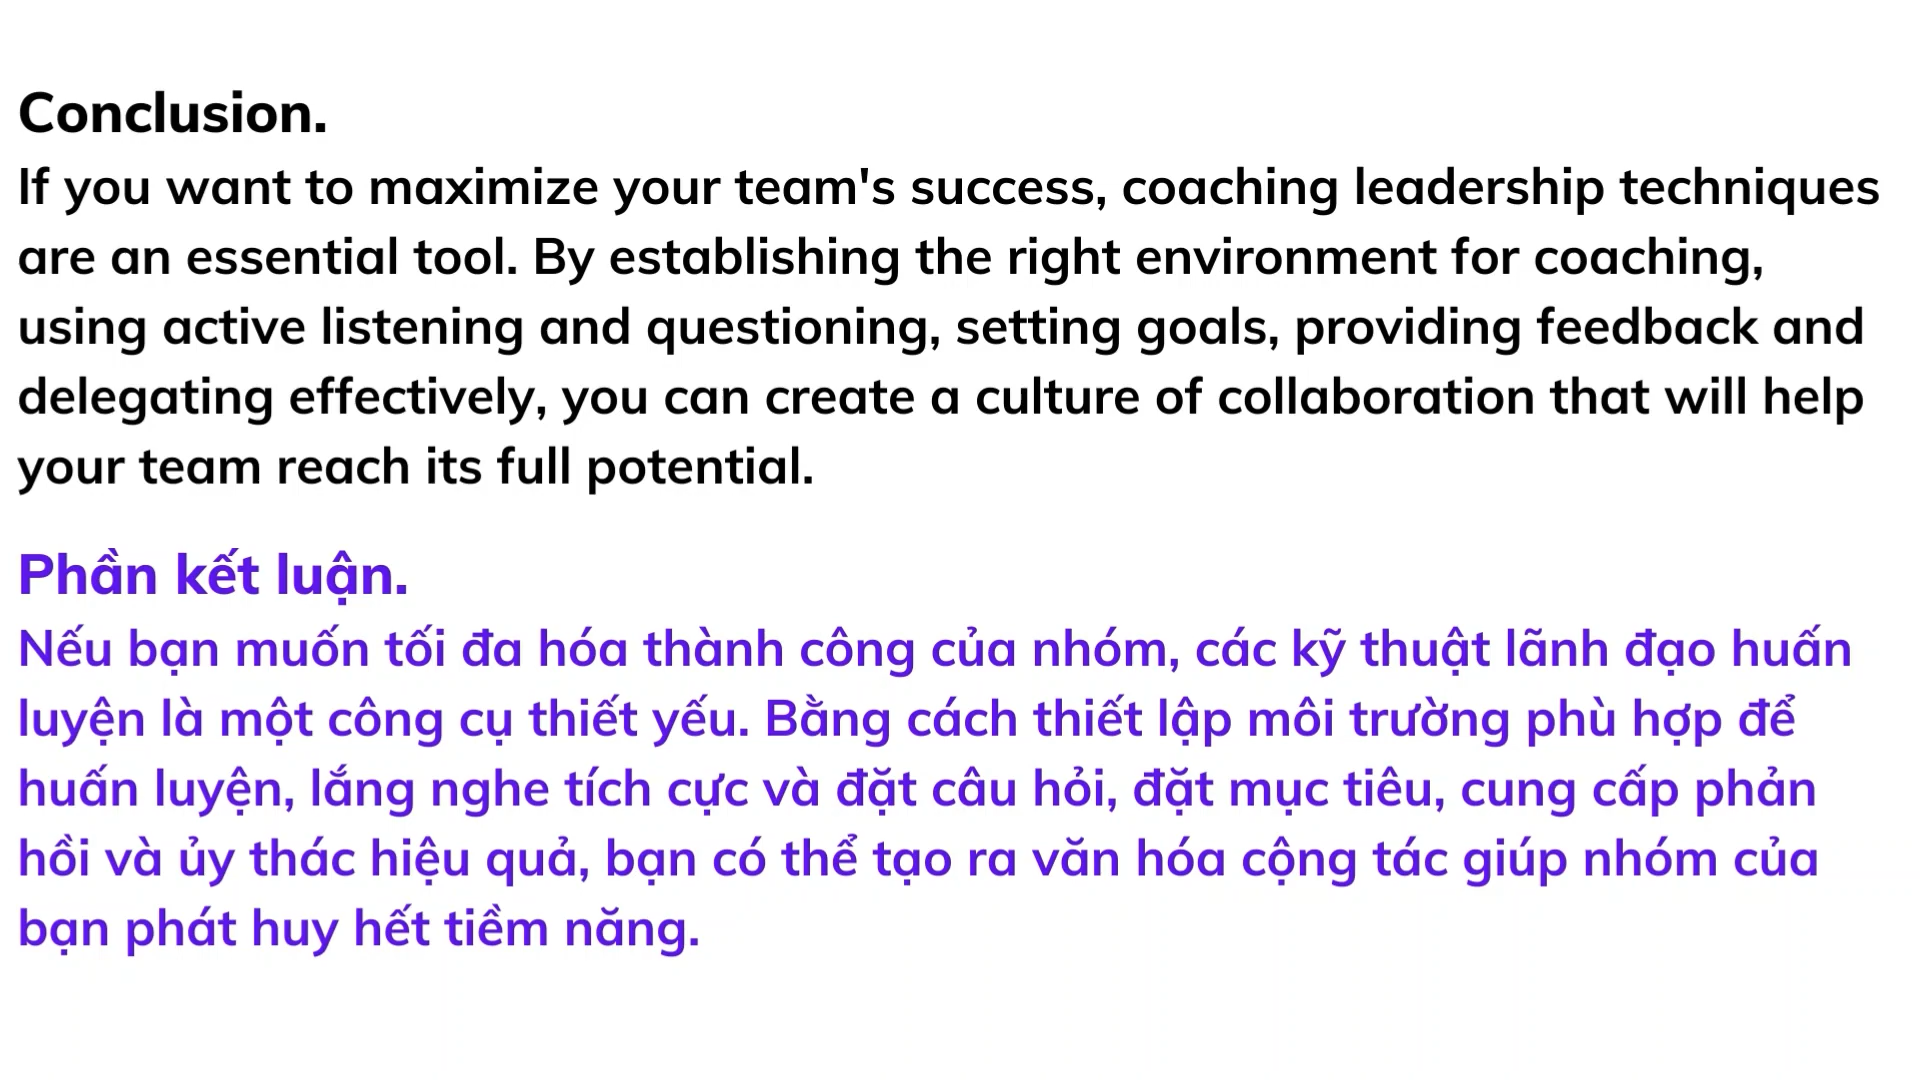 Conclusion.
If you want to maximize your team's success, coaching leadership techniques
are an essential tool. By establishing the right environment for coaching,
using active listening and questioning, setting goals, providing feedback and
delegating effectively, you can create a culture of collaboration that will help
your team reach its full potential.
Phần kết luận.
Nếu bạn muốn tối đa hóa thành công của nhóm, các kỹ thuật lãnh đạo huấn
luyện là một công cụ thiết yếu. Bằng cách thiết lập môi trường phù hợp để
huấn luyện, lắng nghe tích cực và đặt câu hỏi, đặt mục tiêu, cung cấp phản
hồi và ủy thác hiệu quả, bạn có thể tạo ra văn hóa cộng tác giúp nhóm của
bạn phát huy hết tiềm năng.